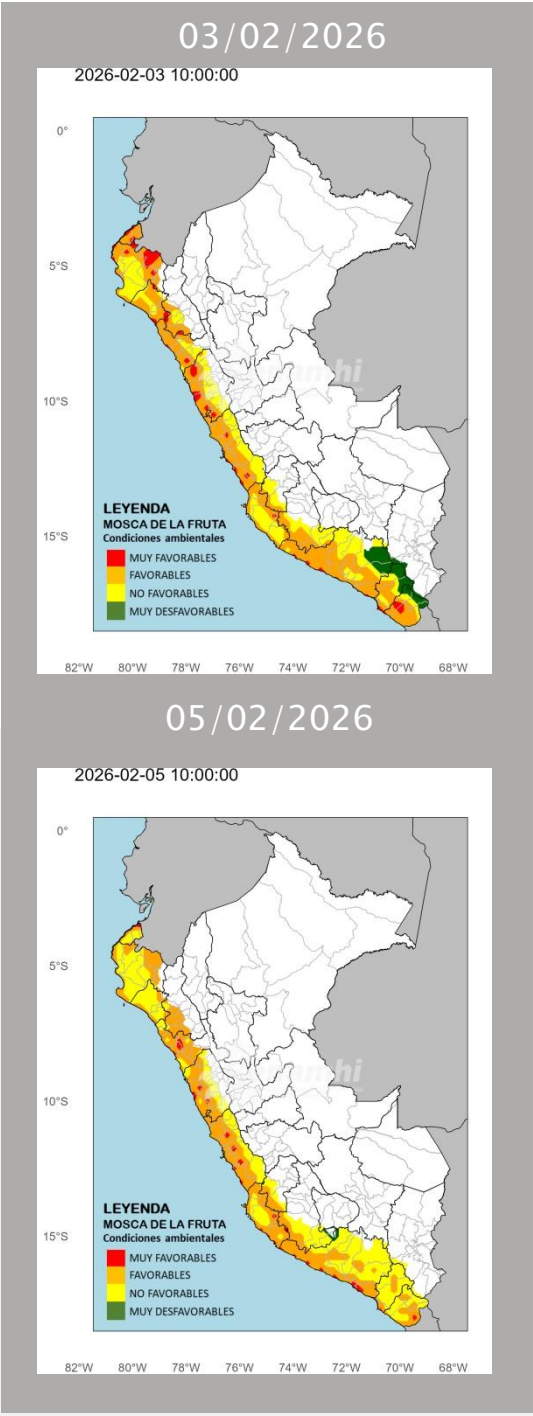 03/02/2026
2026-02-03 10:00:00
0°
5°S
10°S
15°S
LEYENDA
MOSCA DE LA FRUTA
Condiciones ambientales
MUY FAVORABLES
FAVORABLES
NO FAVORABLES
MUY DESFAVORABLES
82°W 80°W 78°W 76°W 74°W 72°W 70°W 68°W
05/02/2026
2026-02-05 10:00:00
0°
5°S
10°S
15°S
LEYENDA
MOSCA DE LA FRUTA
Condiciones ambientales
MUY FAVORABLES
FAVORABLES
NO FAVORABLES
MUY DESFAVORABLES
82°W 80°W 78°W 76°W 74°W 72°W 70°W 68°W